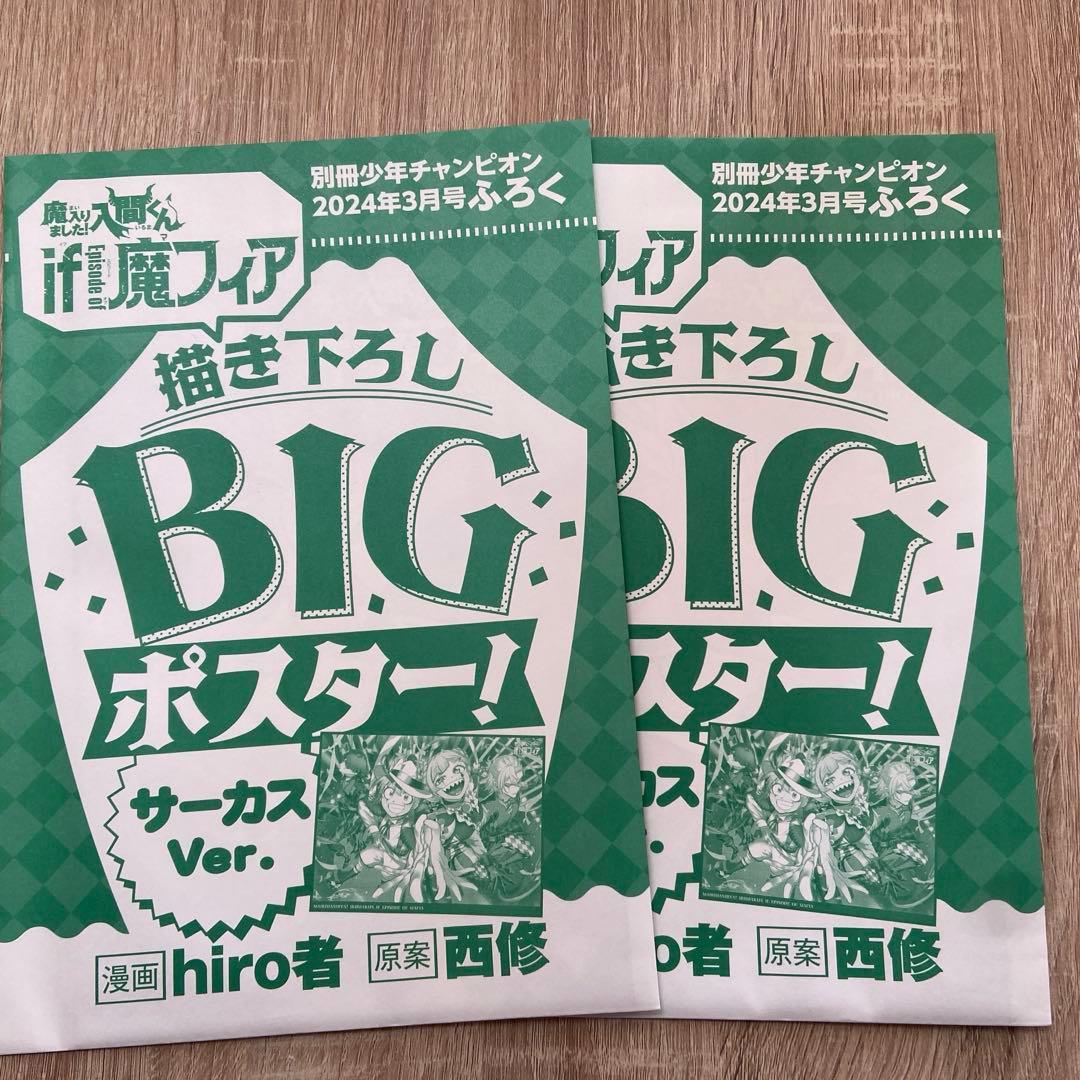 別冊少年チャンピオン
2024年3月号ふろく
魔入り
ました!入間くん
if Episode of 魔フィア
描き下ろし
B.I.G
ポスター!
サーカス
Ver.
漫画 hiro者 原案 西修
別冊少年チャンピオン
2024年3月号ふろく
フィア
き下ろし
I.G
スター!
カス
.
者 原案 西修